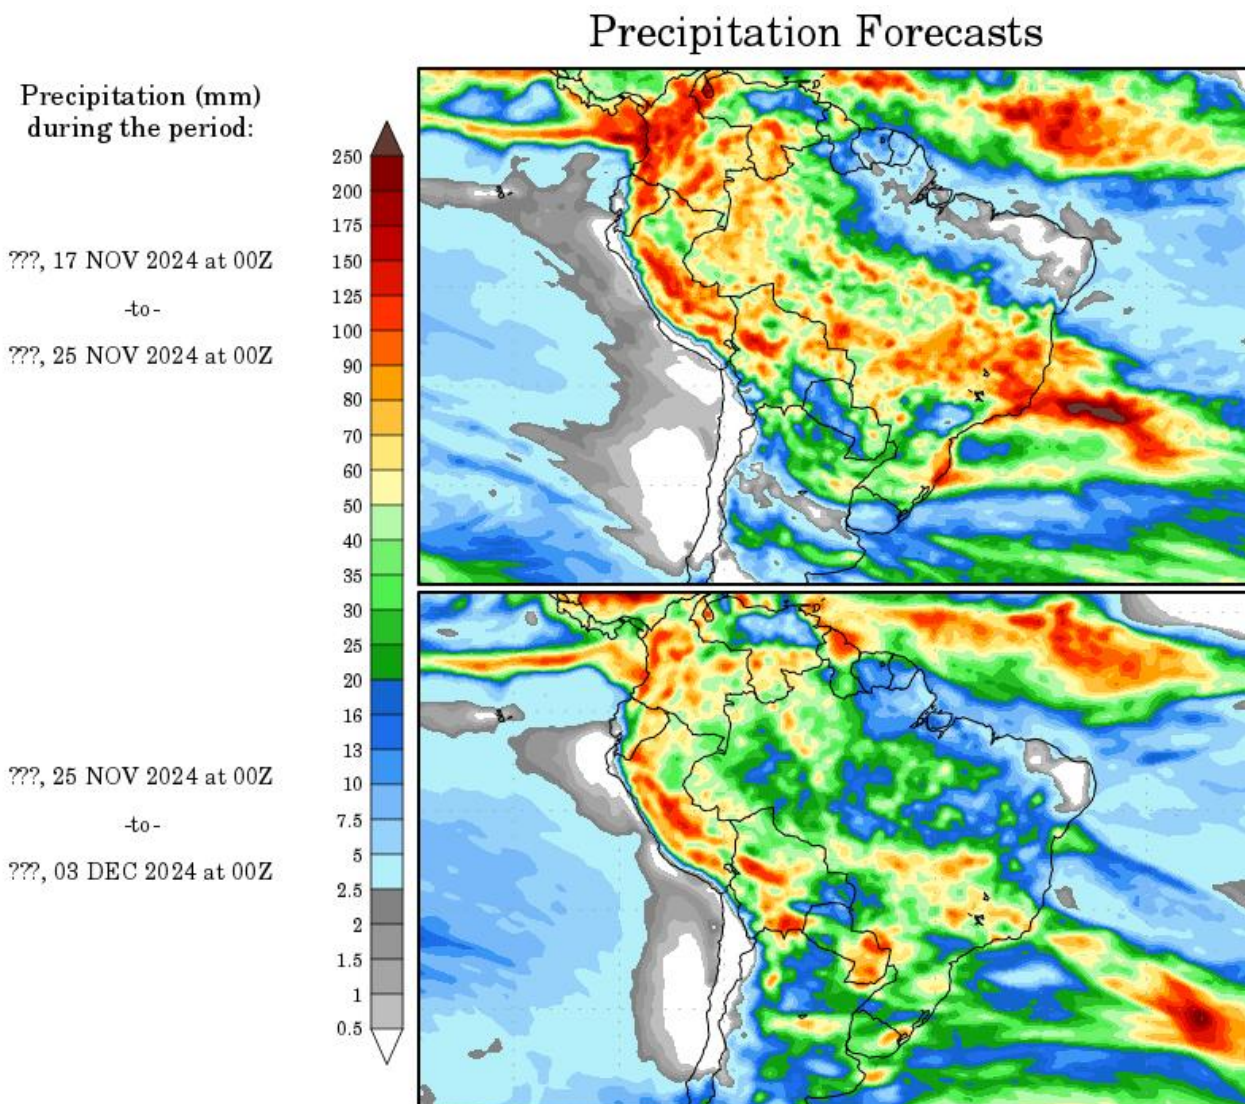 Precipitation Forecasts
Precipitation (mm)
during the period:
???, 17 NOV 2024 at 00Z
-to-
???, 25 NOV 2024 at 00Z
250
200
175
150
125
100
90
80
70
60
50
40
35
30
25
20
16
13
10
7.5
5
2.5
2
1.5
1
0.5
???, 25 NOV 2024 at 00Z
-to-
???, 03 DEC 2024 at 00Z